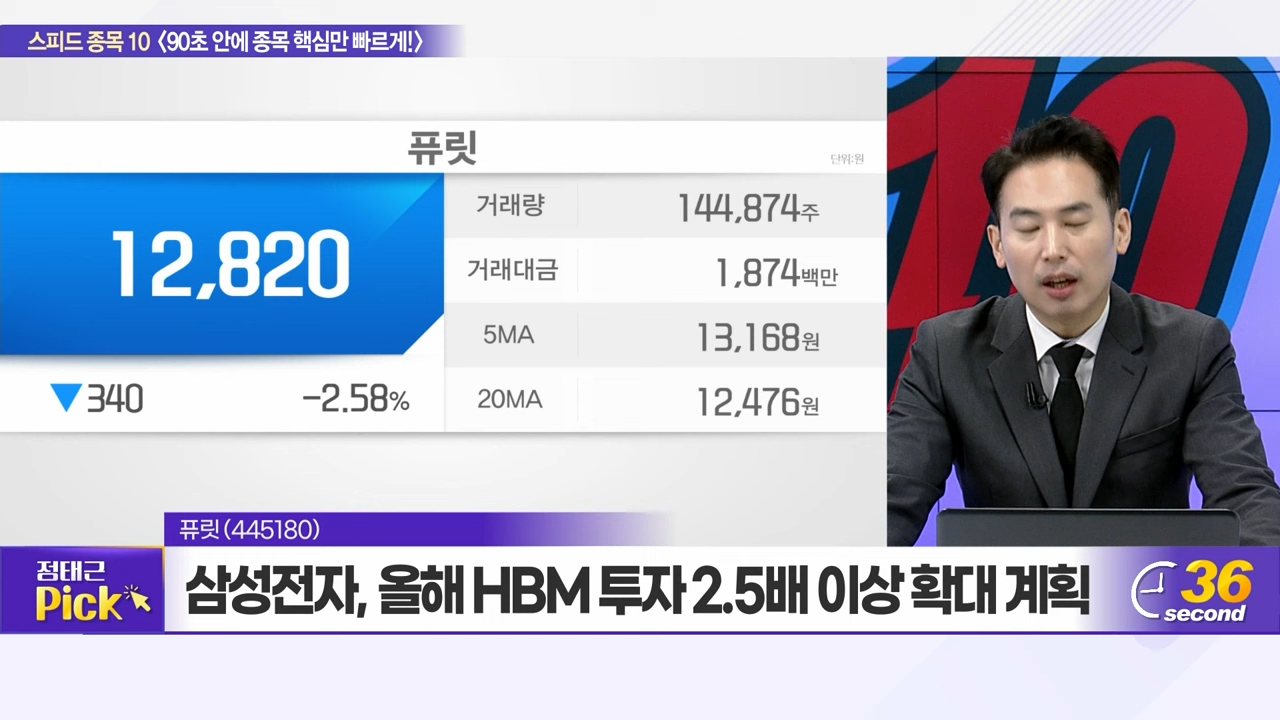 스피드 종목 10 〈90초 안에 종목 핵심만 빠르게!〉
퓨릿
단위:원
12,820
▼340 -2.58%
거래량 144,874주
거래대금 1,874백만
5MA 13,168원
20MA 12,476원
10
퓨릿(445180)
정태근
Pick
삼성전자, 올해 HBM 투자 2.5배 이상 확대 계획
36
second